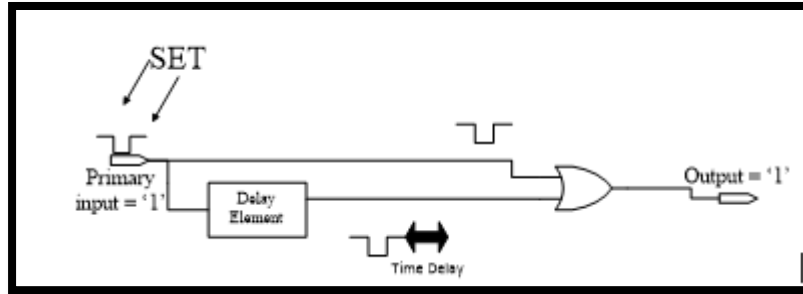 SET
Primary
input = ‘1’
Delay
Element
Time Delay
Output = ‘1’